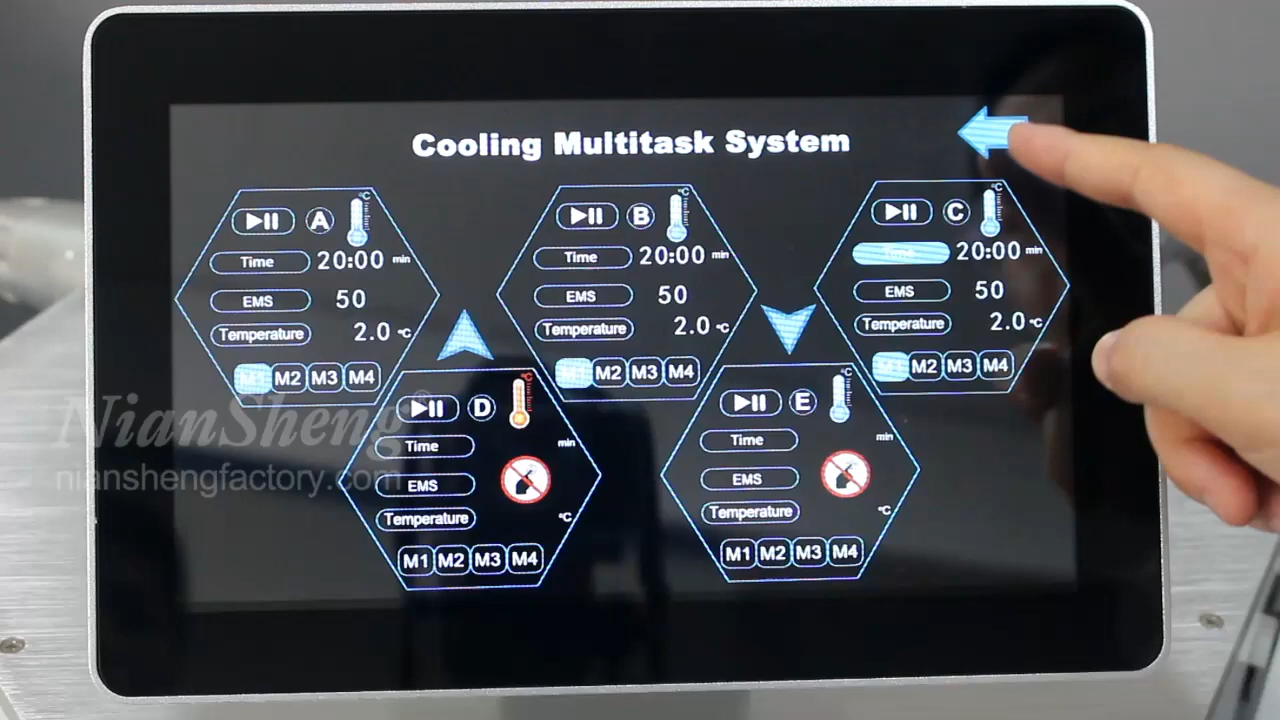 Cooling Multitask System
A °C
Time 20:00 min
EMS 50
Temperature 2.0 °C
M1 M2 M3 M4
B °C
Time 20:00 min
EMS 50
Temperature 2.0 °C
M1 M2 M3 M4
C °C
Time 20:00 min
EMS 50
Temperature 2.0 °C
M1 M2 M3 M4
D °C
Time min
EMS
Temperature °C
M1 M2 M3 M4
E °C
Time min
EMS
Temperature °C
M1 M2 M3 M4
NianSheng®
nianshengfactory.com